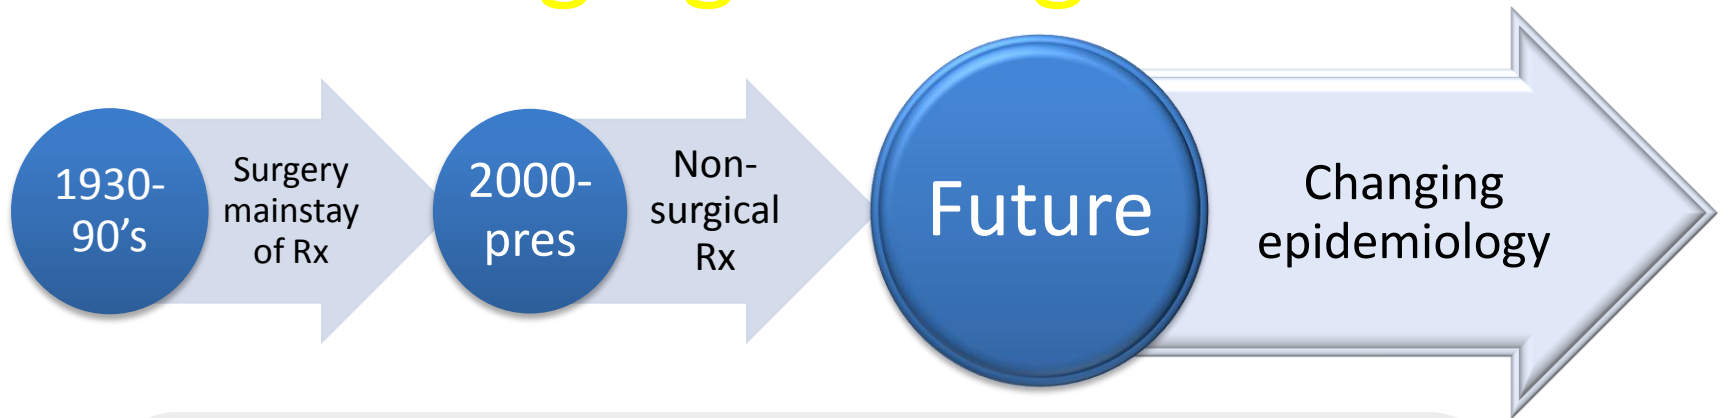 1930-
90's
Surgery
mainstay
of Rx
2000-
pres
Non-
surgical
Rx
Future
Changing
epidemiology